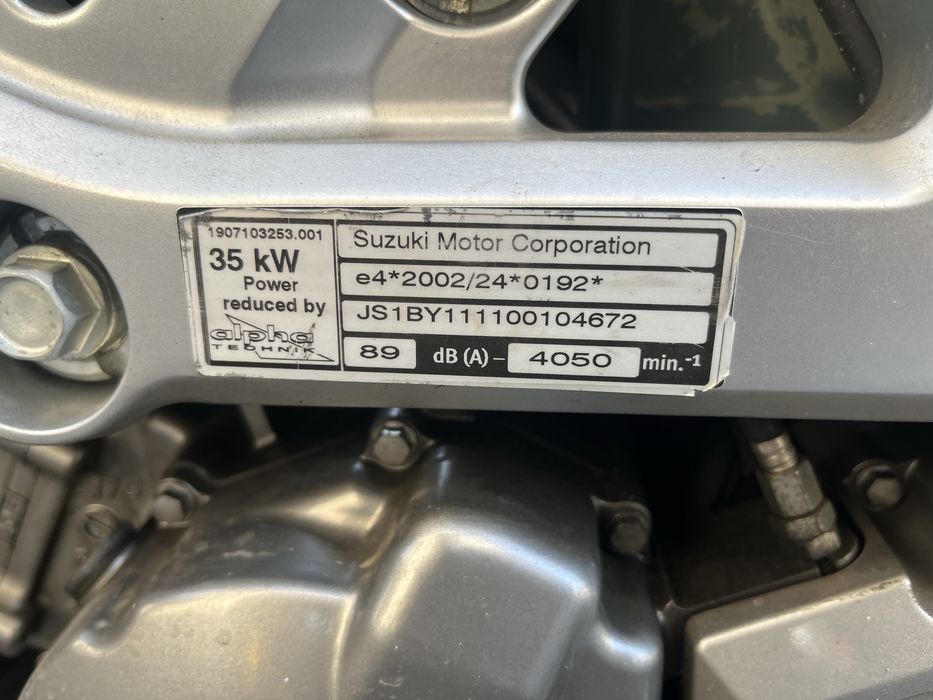 1907103253.001
35 kW
Power
reduced by
alpha
TECHNIK
Suzuki Motor Corporation
e4*2002/24*0192*
JS1BY111100104672
89 dB (A) – 4050 min.-1